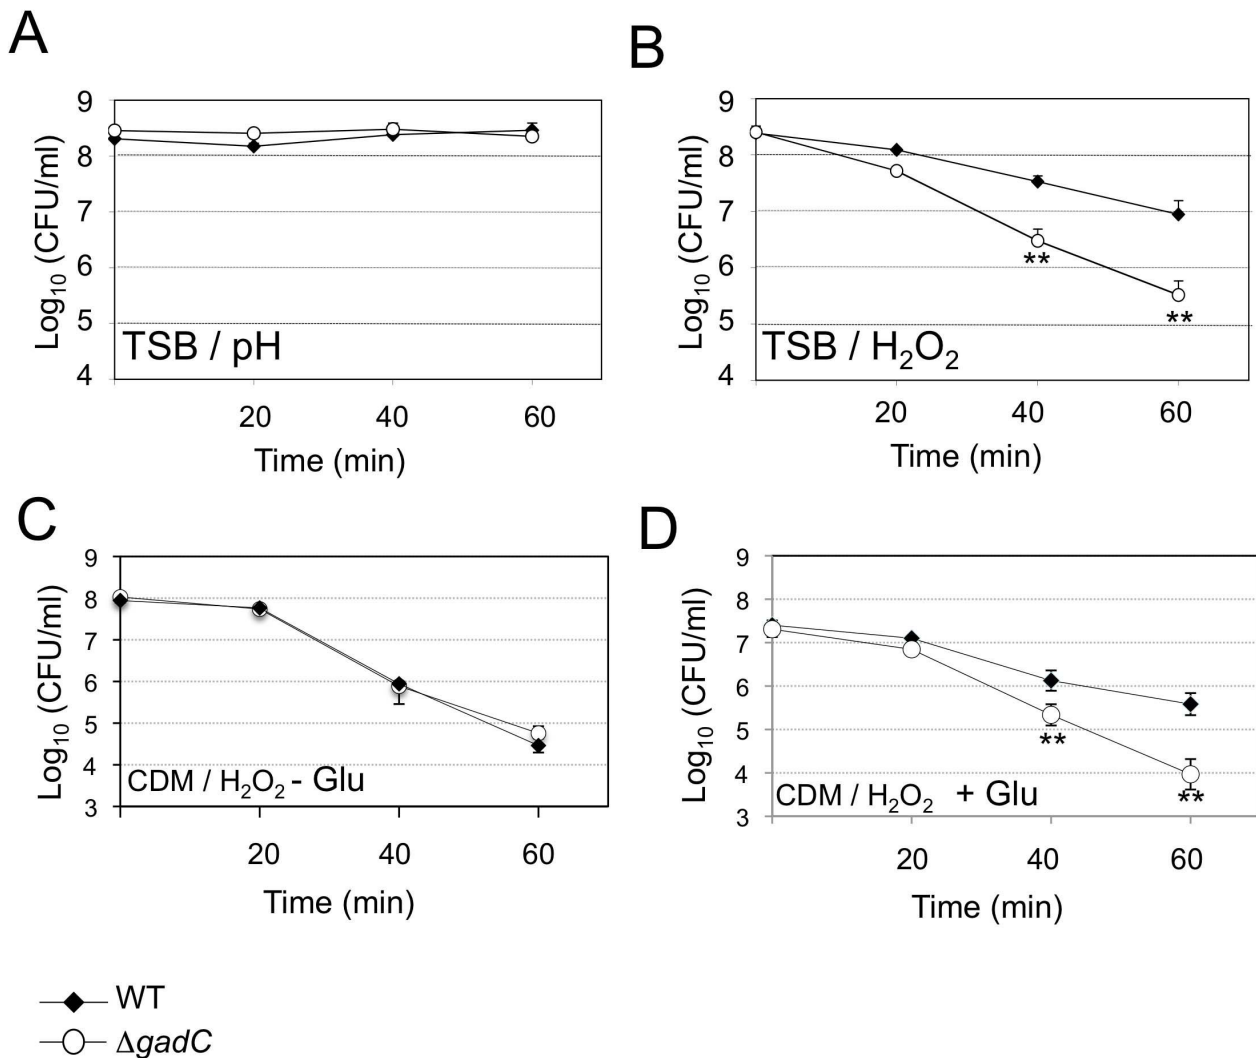 A
9
8
7
6
5
4
Log₁₀ (CFU/ml)
TSB / pH
20 40 60
Time (min)
B
9
8
7
6
5
4
Log₁₀ (CFU/ml)
**
**
TSB / H₂O₂
20 40 60
Time (min)
C
9
8
7
6
5
4
3
Log₁₀ (CFU/ml)
CDM / H₂O₂ - Glu
20 40 60
Time (min)
D
9
8
7
6
5
4
3
Log₁₀ (CFU/ml)
**
**
CDM / H₂O₂ + Glu
20 40 60
Time (min)
WT
ΔgadC